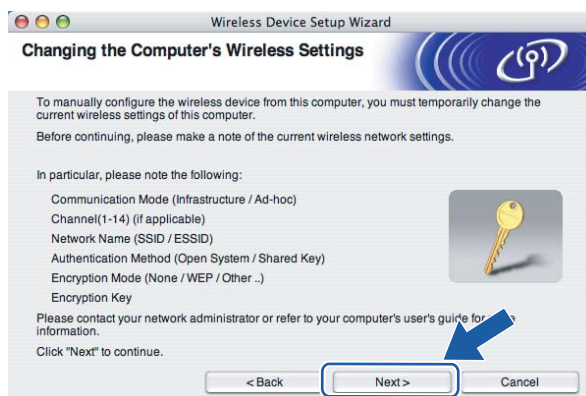 Wireless Device Setup Wizard
Changing the Computer's Wireless Settings
To manually configure the wireless device from this computer, you must temporarily change the
current wireless settings of this computer.
Before continuing, please make a note of the current wireless network settings.
In particular, please note the following:
Communication Mode (Infrastructure / Ad-hoc)
Channel(1-14) (if applicable)
Network Name (SSID / ESSID)
Authentication Method (Open System / Shared Key)
Encryption Mode (None / WEP / Other ..)
Encryption Key
Please contact your network administrator or refer to your computer's user's guide for
information.
Click "Next" to continue.
< Back Next > Cancel